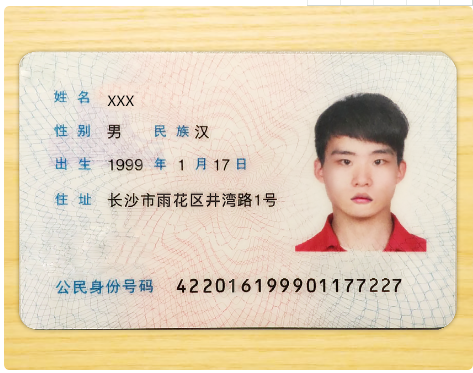 姓名 XXX
性别 男 民族 汉
出生 1999 年 1 月 17 日
住址 长沙市雨花区井湾路1号
公民身份号码 422016199901177227